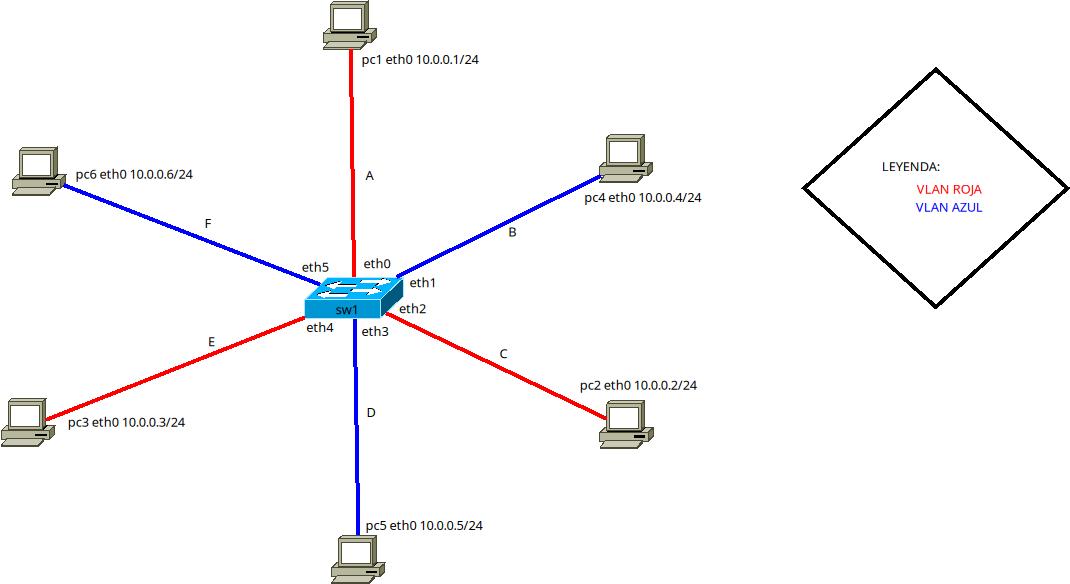 pc1 eth0 10.0.0.1/24
LEYENDA:
pc6 eth0 10.0.0.6/24
A
VLAN ROJA
pc4 eth0 10.0.0.4/24
VLAN AZUL
F
B
eth5
eth0
eth1
sw1
eth2
eth4
eth3
E
C
pc2 eth0 10.0.0.2/24
D
pc3 eth0 10.0.0.3/24
pc5 eth0 10.0.0.5/24